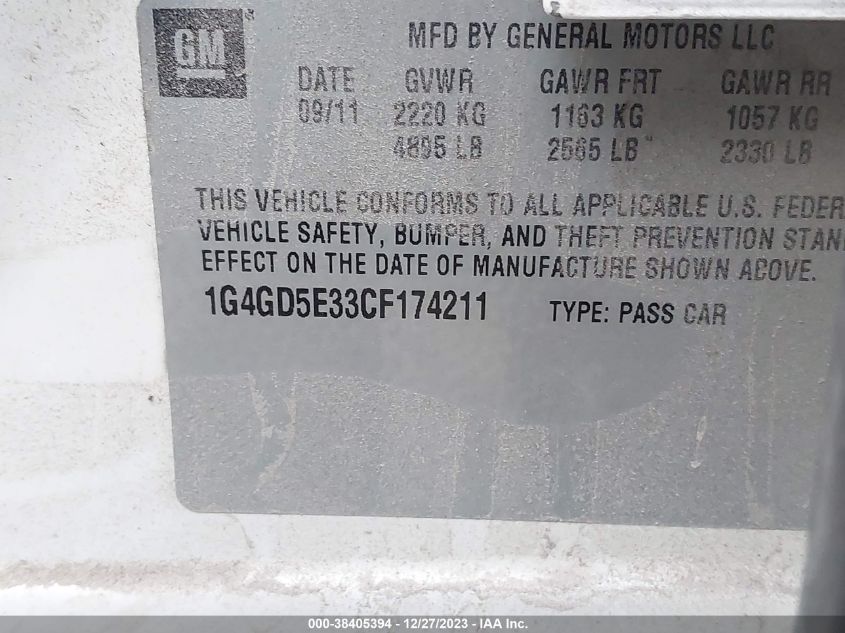 GM
MFD BY GENERAL MOTORS LLC
DATE GVWR GAWR FRT GAWR RR
09/11 2220 KG 1163 KG 1057 KG
4895 LB 2565 LB 2330 LB
THIS VEHICLE CONFORMS TO ALL APPLICABLE U.S. FEDER
VEHICLE SAFETY, BUMPER, AND THEFT PREVENTION STAN
EFFECT ON THE DATE OF MANUFACTURE SHOWN ABOVE.
1G4GD5E33CF174211 TYPE: PASS CAR
000-38405394 - 12/27/2023 - IAA Inc.